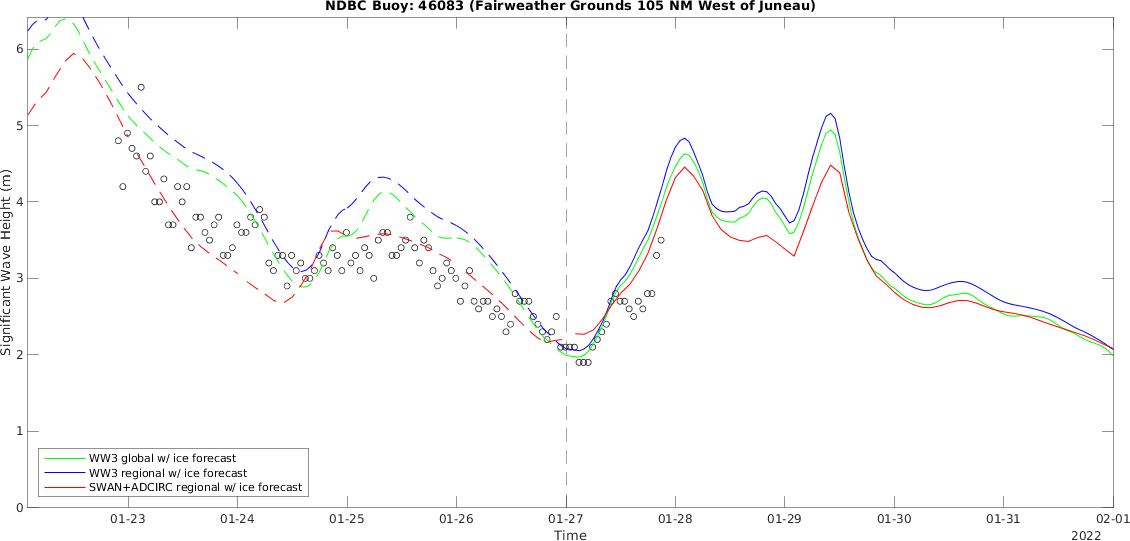 NDBC Buoy: 46083 (Fairweather Grounds 105 NM West of Juneau)
Significant Wave Height (m)
6
5
4
3
2
1
0
WW3 global w/ ice forecast
WW3 regional w/ ice forecast
SWAN+ADCIRC regional w/ ice forecast
01-23 01-24 01-25 01-26 01-27 01-28 01-29 01-30 01-31 02-01
Time
2022